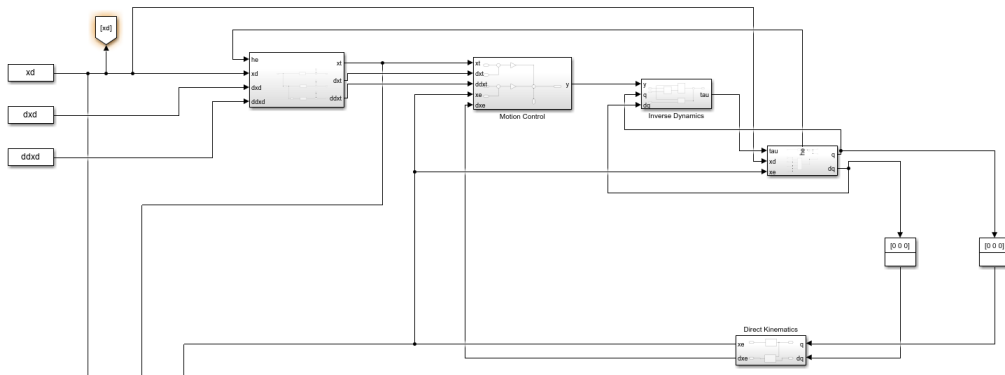 [xd]
xd
dxd
ddxd
he
xd
dxd
ddxd
xt
dxt
ddxt
xt
dxt
ddxt
xe
dxe
y
Motion Control
y
q
dq
tau
Inverse Dynamics
tau
xd
xe
he
q
dq
[0 0 0]
[0 0 0]
Direct Kinematics
xe
dxe
q
dq